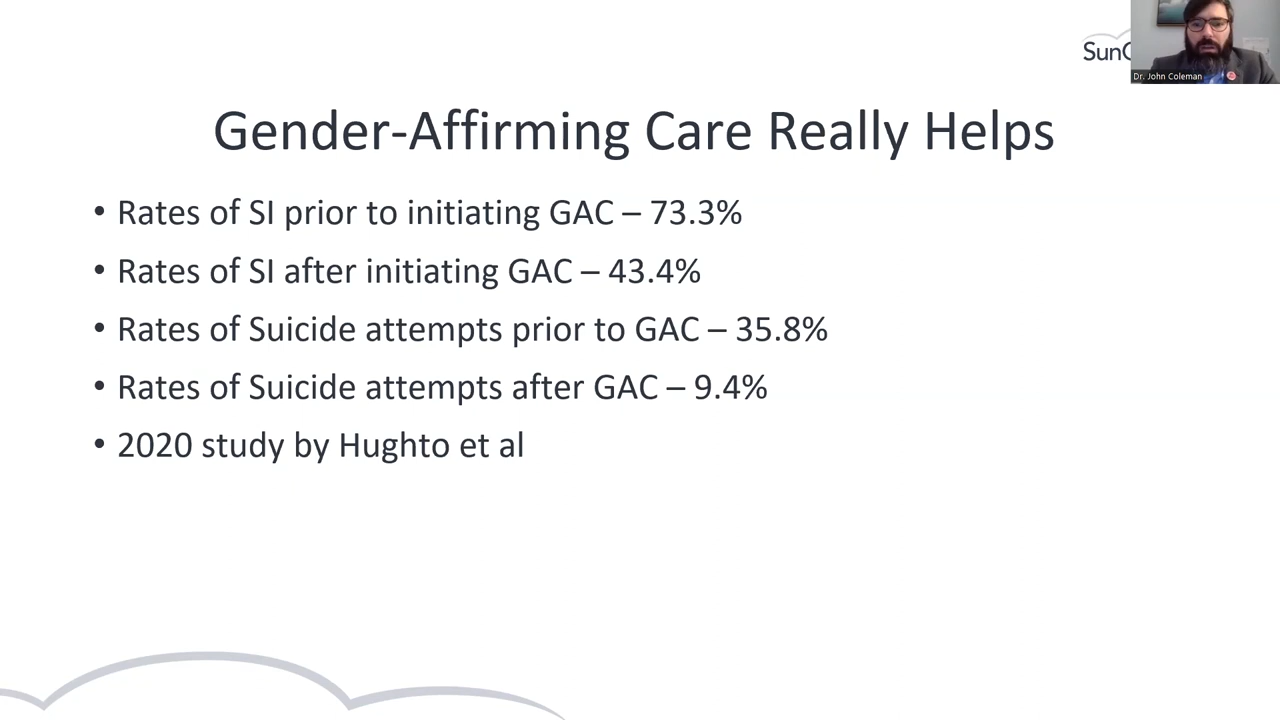 Dr. John Coleman
Gender-Affirming Care Really Helps
• Rates of SI prior to initiating GAC – 73.3%
• Rates of SI after initiating GAC – 43.4%
• Rates of Suicide attempts prior to GAC – 35.8%
• Rates of Suicide attempts after GAC – 9.4%
• 2020 study by Hughto et al